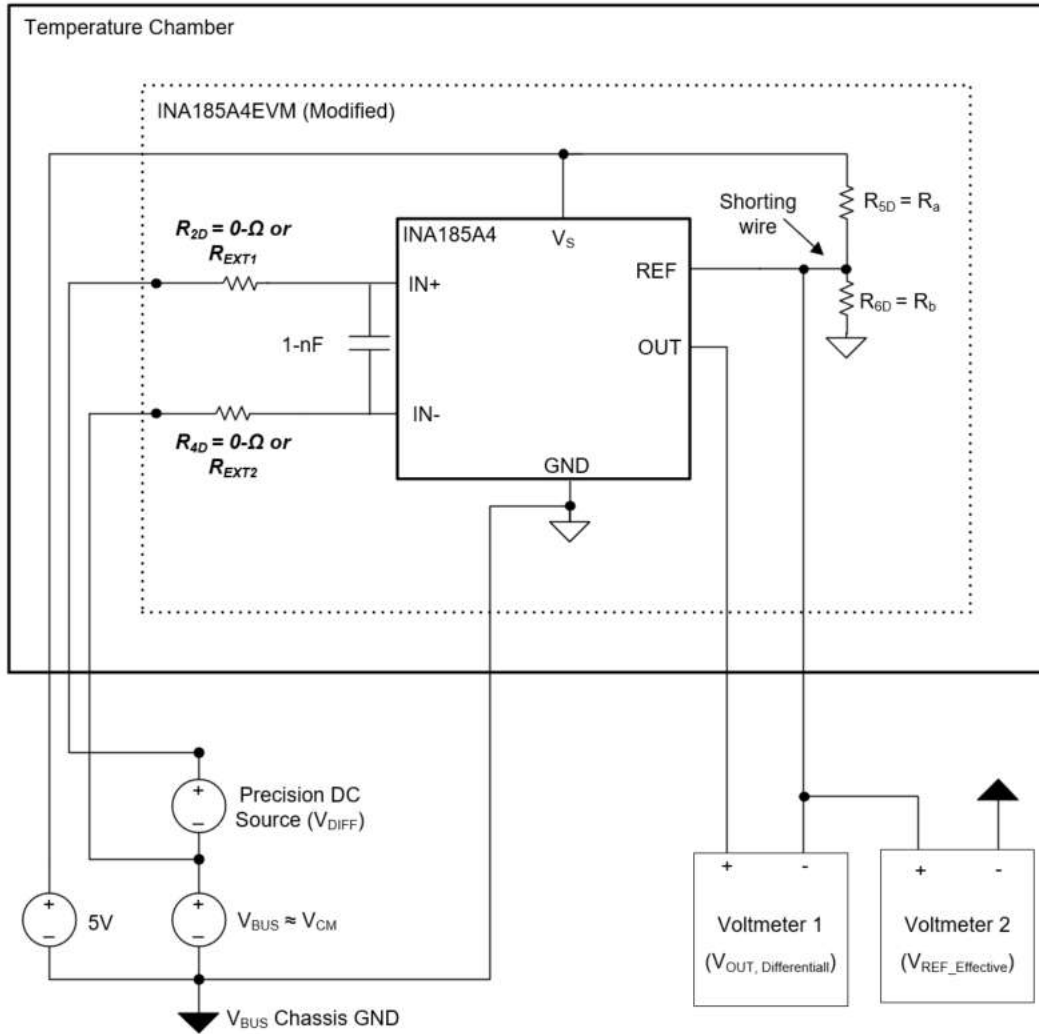 Temperature Chamber
INA185A4EVM (Modified)
Shorting
wire
R5D = Ra
R2D = 0-Ω or
REXT1
INA185A4
VS
IN+
REF
R6D = Rb
1-nF
OUT
IN-
R4D = 0-Ω or
REXT2
GND
+
Precision DC
Source (VDIFF)
–
+ -
+ -
+
5V
–
+
VBUS ≈ VCM
–
Voltmeter 1
(VOUT, Differentiall)
Voltmeter 2
(VREF_Effective)
VBUS Chassis GND